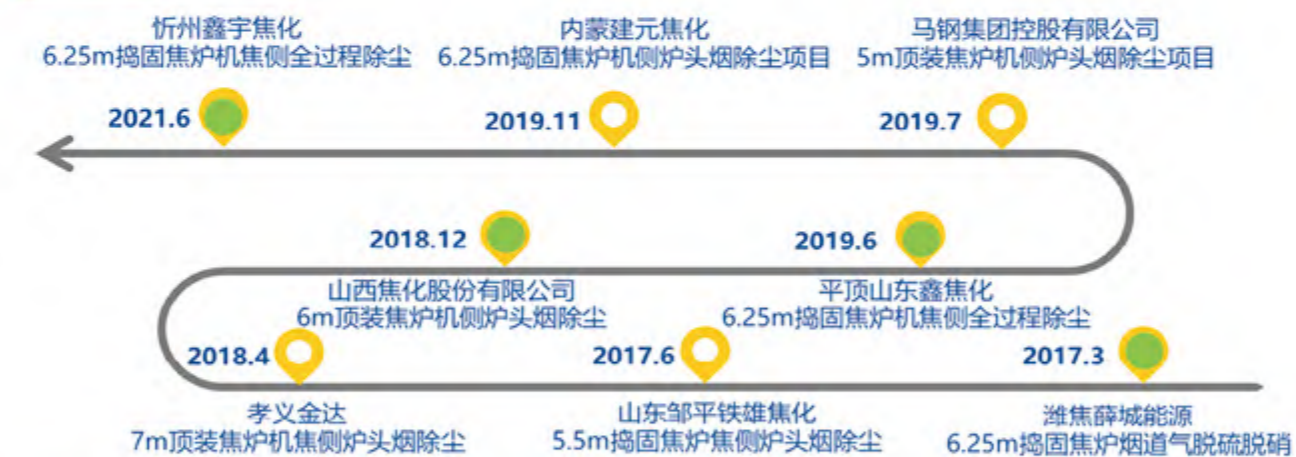 忻州鑫宇焦化
6.25m捣固焦炉机焦侧全过程除尘
2021.6
内蒙建元焦化
6.25m捣固焦炉机侧炉头烟除尘项目
2019.11
马钢集团控股有限公司
5m顶装焦炉机侧炉头烟除尘项目
2019.7
2018.12
山西焦化股份有限公司
6m顶装焦炉机侧炉头烟除尘
2019.6
平顶山东鑫焦化
6.25m捣固焦炉机焦侧全过程除尘
2018.4
孝义金达
7m顶装焦炉机焦侧炉头烟除尘
2017.6
山东邹平铁雄焦化
5.5m捣固焦炉焦侧炉头烟除尘
2017.3
潍焦薛城能源
6.25m捣固焦炉烟道气脱硫脱硝